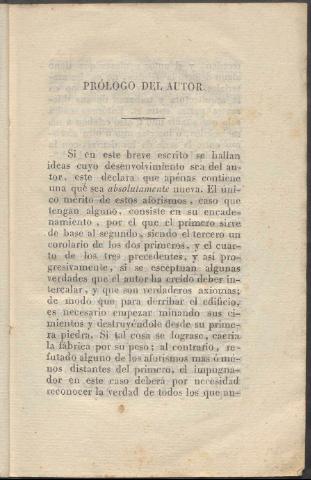 PRÓLOGO DEL AUTOR.
Si en este breve escrito se hallan
ideas cuyo desenvolvimiento sea del au-
tor, este declara que apénas contiene
una que sea absolutamente nueva. El úni-
co mérito de estos aforismos, caso que
tengan alguno, consiste en su encade-
namiento, por el que el primero sirve
de base al segundo, siendo el tercero un
corolario de los dos primeros, y el cuar-
to de los tres precedentes, y asi pro-
gresivamente, si se esceptuan algunas
verdades que el autor ha creido deber in-
tercalar, y que son verdaderos axiomas;
de modo que para derribar el edificio,
es necesario empezar minando sus ci-
mientos y destruyéndole desde su prime-
ra piedra. Si tal cosa se lograse, caeria
la fábrica por su peso; al contrario, re-
futado alguno de los aforismos mas ó mé-
nos distantes del primero, el impugna-
dor en este caso deberá por necesidad
reconocer la verdad de todos los que an-